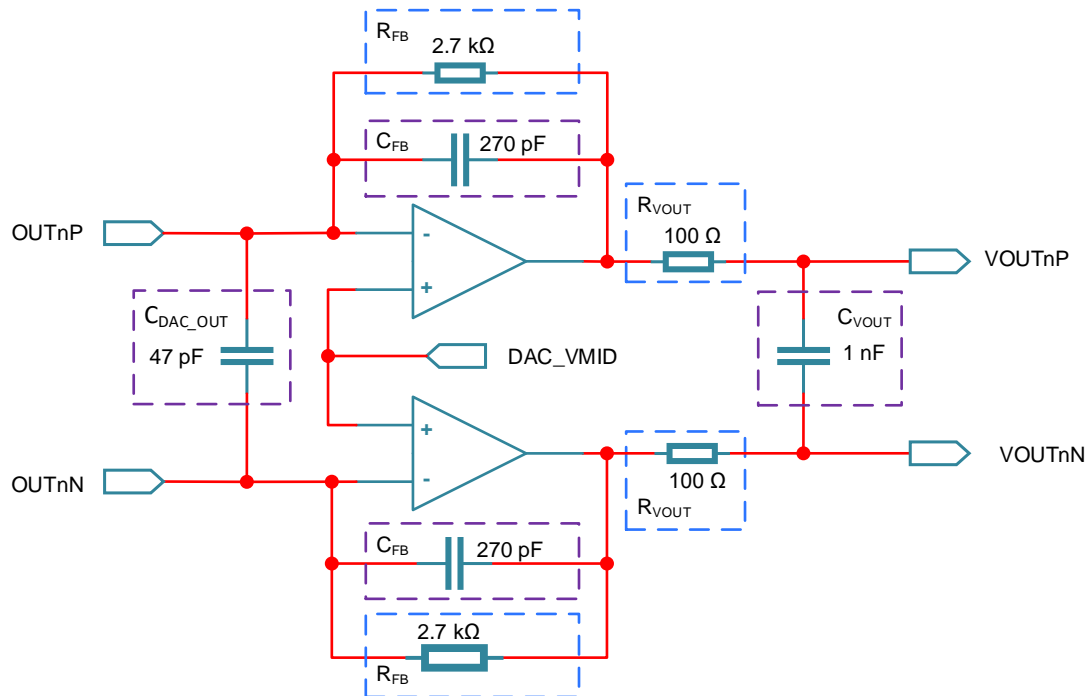 RFB
2.7 kΩ
CFB
270 pF
OUTnP
-
+
RVOUT
100 Ω
VOUTnP
CDAC_OUT
47 pF
DAC_VMID
CVOUT
1 nF
+
-
OUTnN
100 Ω
RVOUT
VOUTnN
CFB
270 pF
2.7 kΩ
RFB